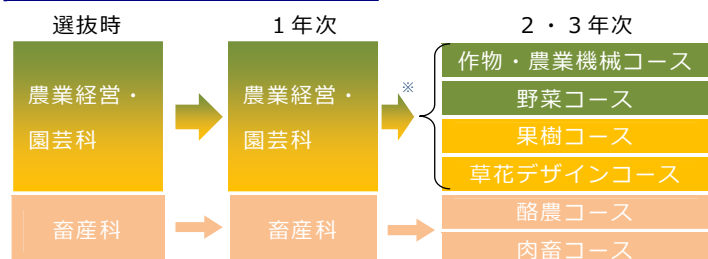 選抜時
1年次
2・3年次
農業経営・
園芸科
農業経営・
園芸科
※
作物・農業機械コース
野菜コース
果樹コース
草花デザインコース
畜産科
畜産科
酪農コース
肉畜コース